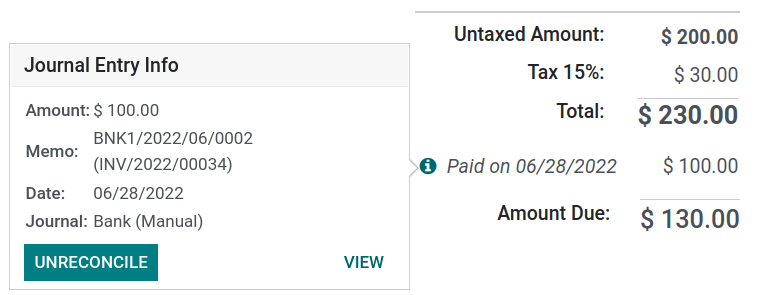 Untaxed Amount: $ 200.00
Tax 15%: $ 30.00
Total: $ 230.00
Paid on 06/28/2022 $ 100.00
Amount Due: $ 130.00
Journal Entry Info
Amount: $ 100.00
Memo: BNK1/2022/06/0002
(INV/2022/00034)
Date: 06/28/2022
Journal: Bank (Manual)
UNRECONCILE VIEW